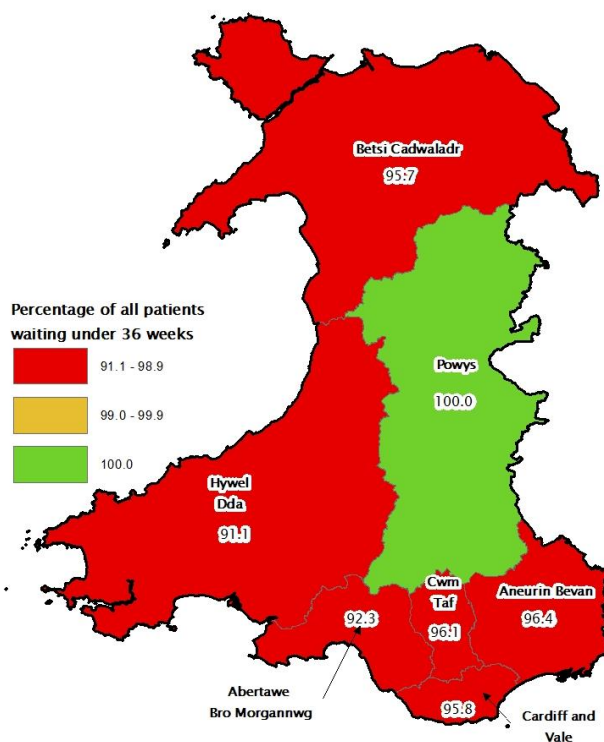 Betsi Cadwaladr
95.7
Percentage of all patients
waiting under 36 weeks
91.1 - 98.9
99.0 - 99.9
100.0
Powys
100.0
Hywel
Dda
91.1
Cwm
Taf
96.1
Aneurin Bevan
96.4
92.3
Abertawe
Bro Morgannwg
95.8
Cardiff and
Vale